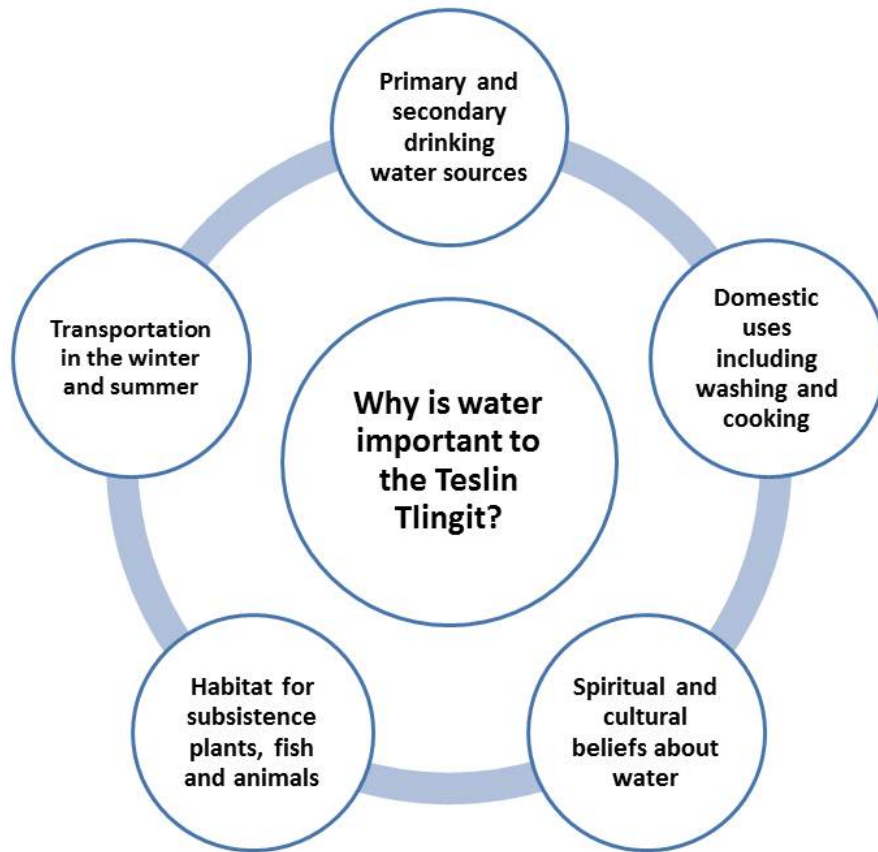 Primary and
secondary
drinking
water sources
Domestic
uses
including
washing and
cooking
Spiritual and
cultural
beliefs about
water
Habitat for
subsistence
plants, fish
and animals
Transportation
in the winter
and summer
Why is water
important to
the Teslin
Tlingit?